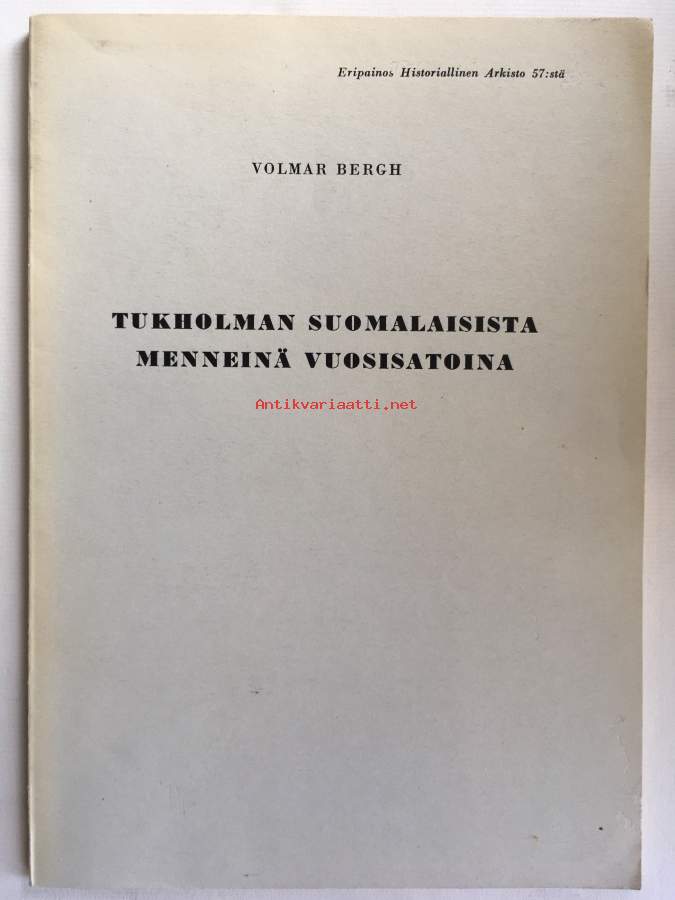 Eripainos Historiallinen Arkisto 57:stä
VOLMAR BERGH
TUKHOLMAN SUOMALAISISTA
MENNEINÄ VUOSISATOINA
Antikvariaatti.net